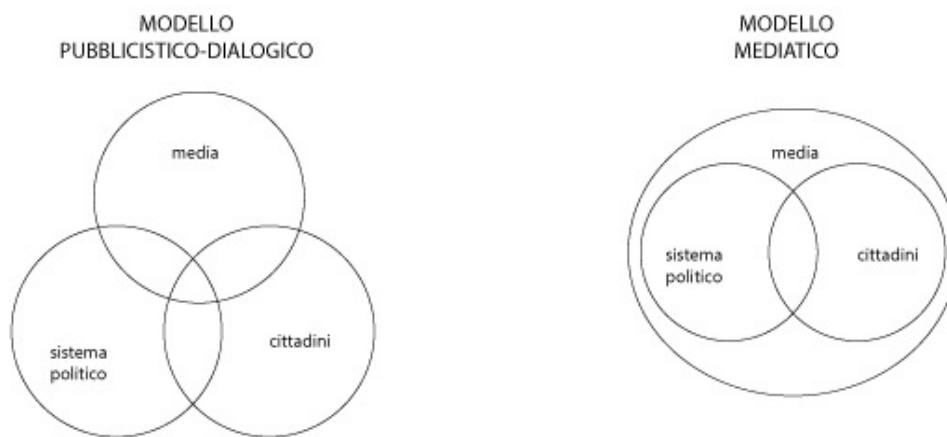 MODELLO
PUBBLICISTICO-DIALOGICO
media
sistema
politico
cittadini
MODELLO
MEDIATICO
media
sistema
politico
cittadini